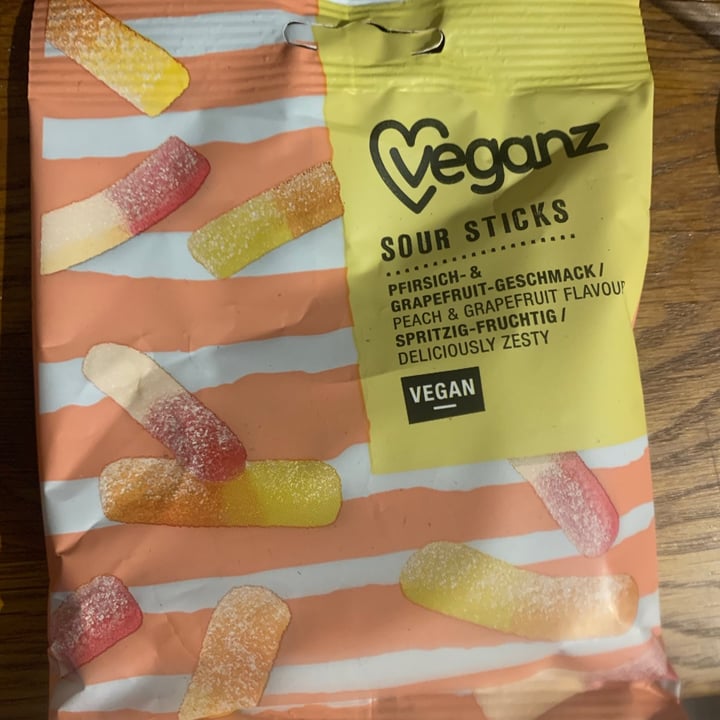 veganz
SOUR STICKS
PFIRSICH- &
GRAPEFRUIT-GESCHMACK /
PEACH & GRAPEFRUIT FLAVOUR
SPRITZIG-FRUCHTIG /
DELICIOUSLY ZESTY
VEGAN